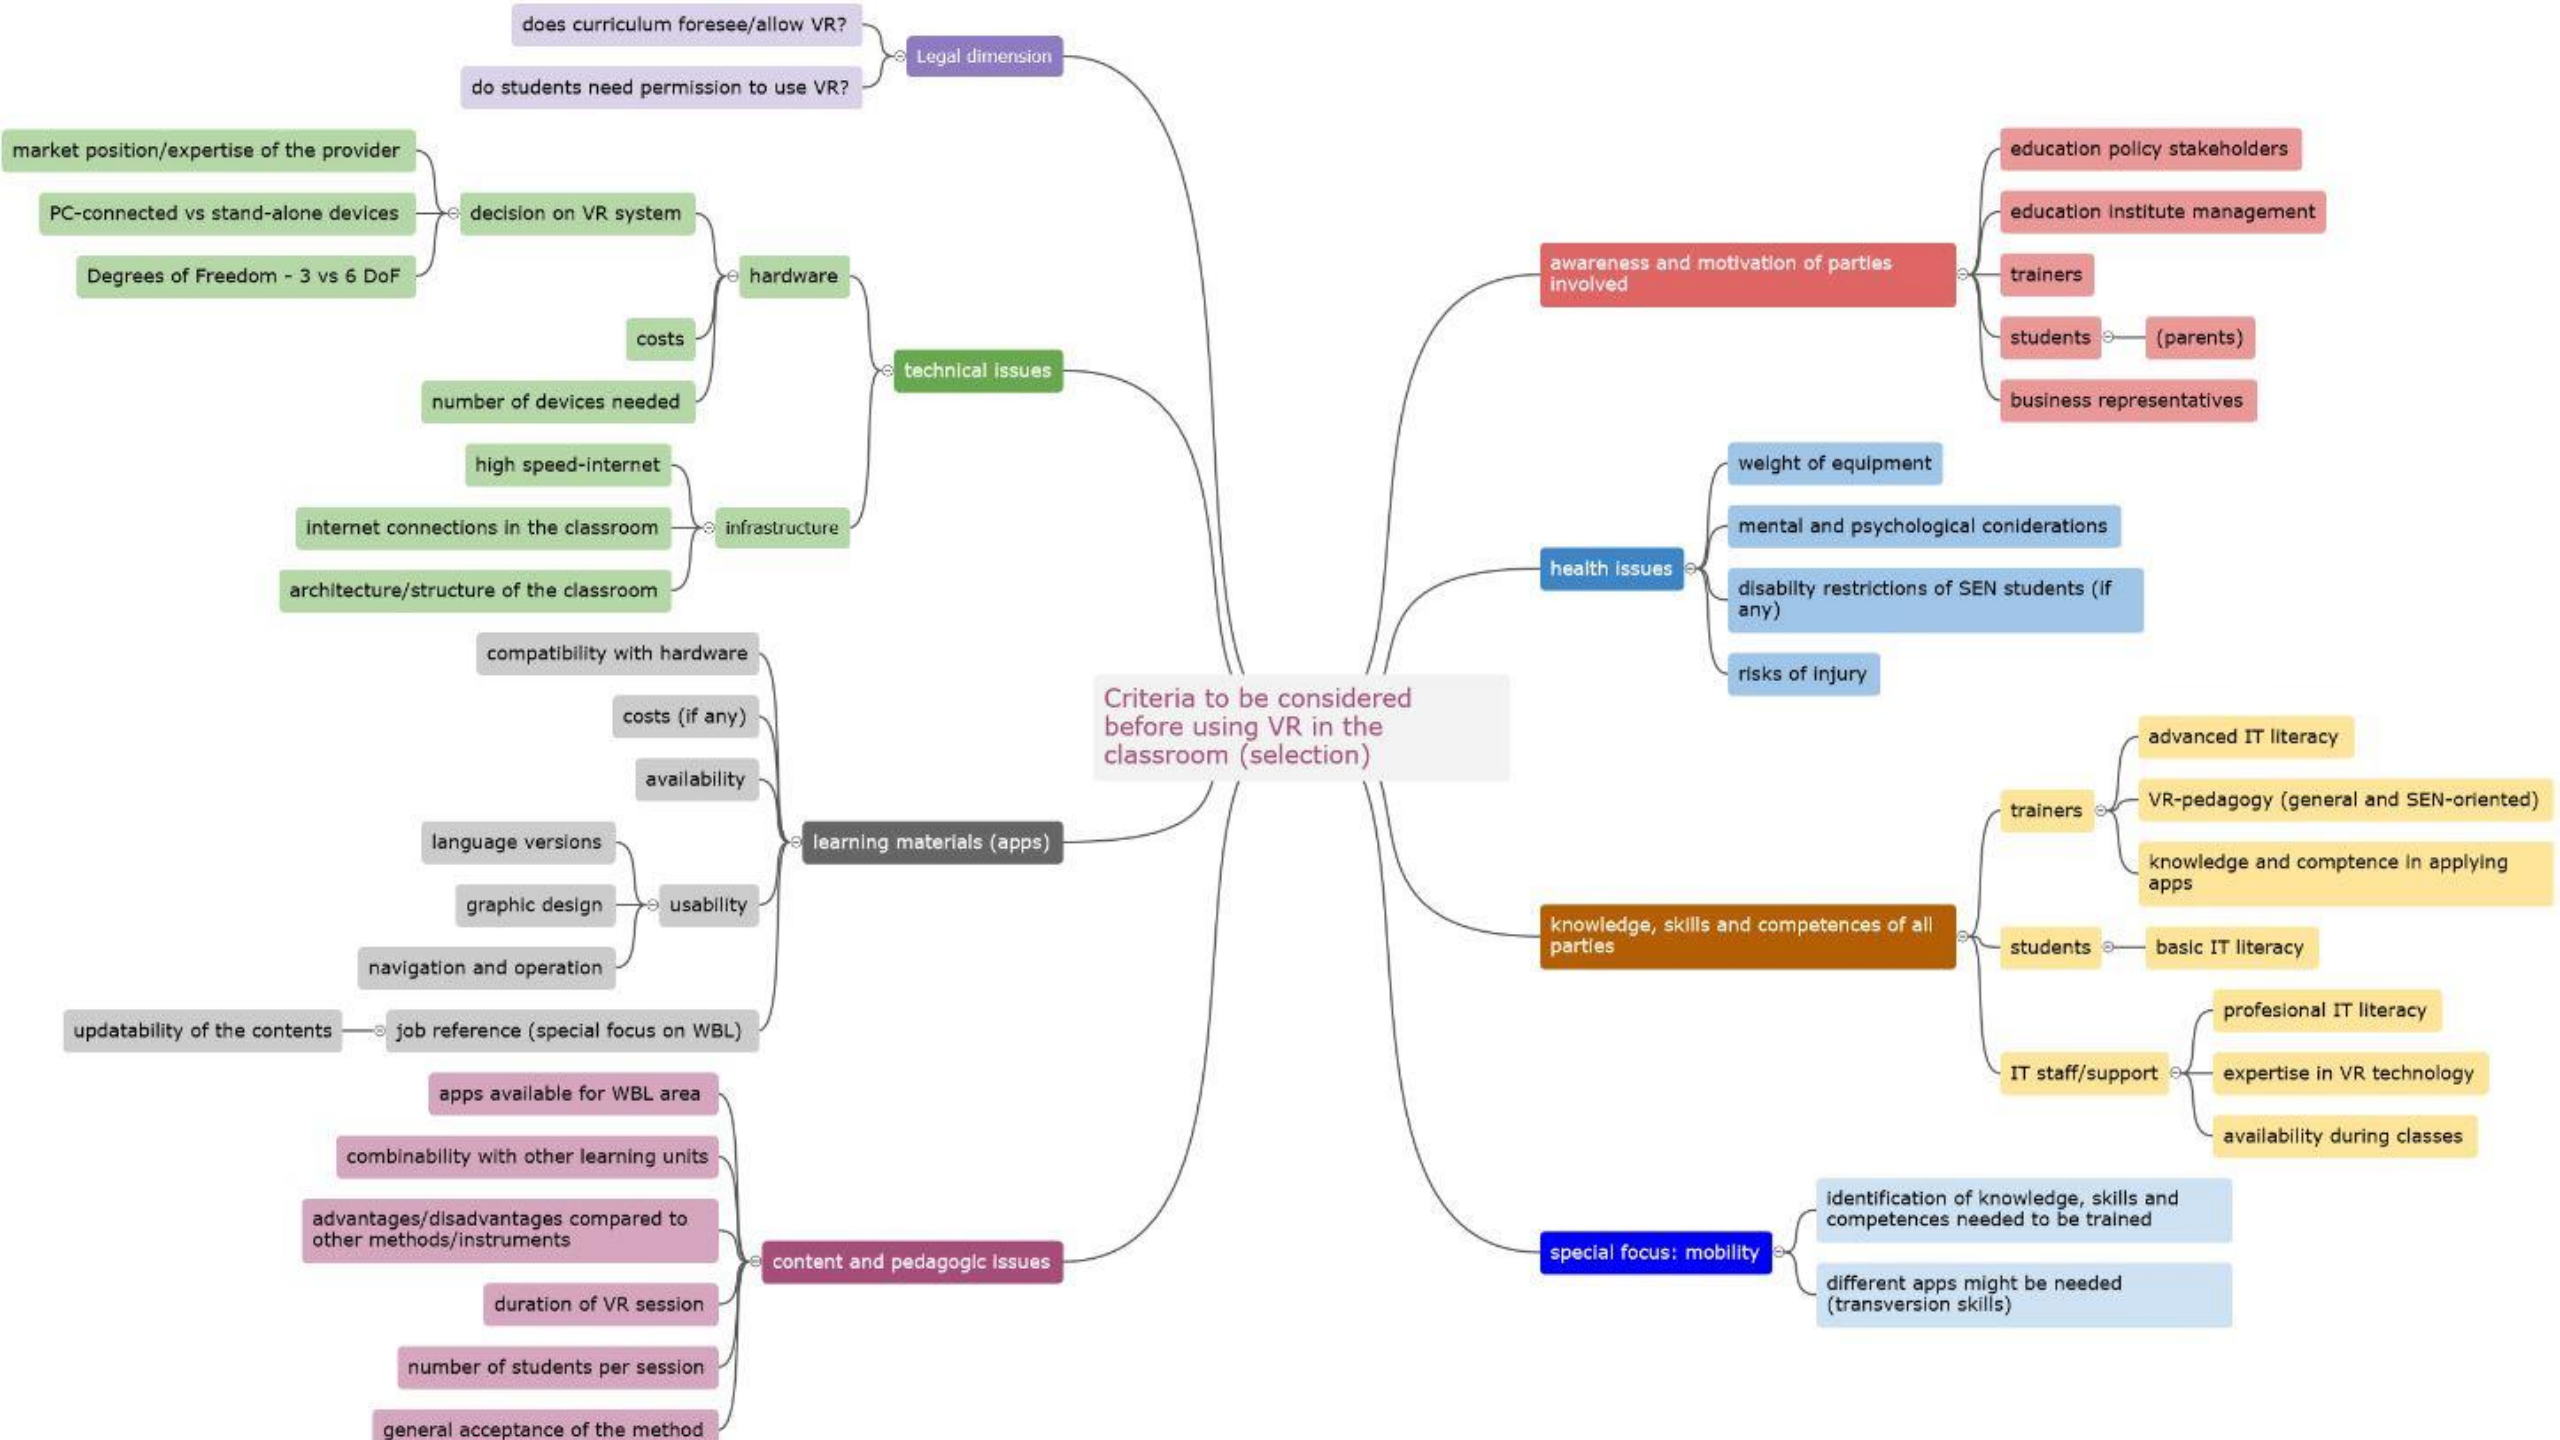 does curriculum foresee/allow VR?
Legal dimension
do students need permission to use VR?
market position/expertise of the provider
PC-connected vs stand-alone devices
decision on VR system
Degrees of Freedom - 3 vs 6 DoF
hardware
costs
technical issues
number of devices needed
high speed-internet
internet connections in the classroom
infrastructure
architecture/structure of the classroom
compatibility with hardware
costs (if any)
availability
language versions
learning materials (apps)
graphic design
usability
navigation and operation
updatability of the contents
job reference (special focus on WBL)
apps available for WBL area
combinability with other learning units
advantages/disadvantages compared to
other methods/instruments
content and pedagogic issues
duration of VR session
number of students per session
general acceptance of the method
Criteria to be considered
before using VR in the
classroom (selection)
awareness and motivation of parties
involved
education policy stakeholders
education institute management
trainers
students
(parents)
business representatives
health issues
weight of equipment
mental and psychological coniderations
disabilty restrictions of SEN students (if
any)
risks of injury
knowledge, skills and competences of all
parties
trainers
advanced IT literacy
VR-pedagogy (general and SEN-oriented)
knowledge and comptence in applying
apps
students
basic IT literacy
IT staff/support
profesional IT literacy
expertise in VR technology
availability during classes
special focus: mobility
identification of knowledge, skills and
competences needed to be trained
different apps might be needed
(transversion skills)